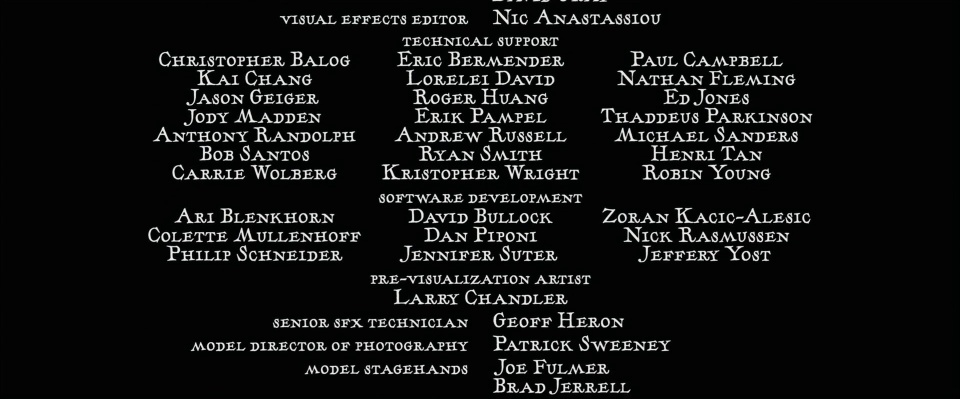 VISUAL EFFECTS EDITOR NIC ANASTASSIOU
TECHNICAL SUPPORT
CHRISTOPHER BALOG ERIC BERMENDER PAUL CAMPBELL
KAI CHANG LORELEI DAVID NATHAN FLEMING
JASON GEIGER ROGER HUANG ED JONES
JODY MADDEN ERIK PAMPEL THADDEUS PARKINSON
ANTHONY RANDOLPH ANDREW RUSSELL MICHAEL SANDERS
BOB SANTOS RYAN SMITH HENRI TAN
CARRIE WOLBERG KRISTOPHER WRIGHT ROBIN YOUNG
SOFTWARE DEVELOPMENT
ARI BLENKHORN DAVID BULLOCK ZORAN KACIC-ALESIC
COLETTE MULLENHOFF DAN PIPONI NICK RASMUSSEN
PHILIP SCHNEIDER JENNIFER SUTER JEFFERY YOST
PRE-VISUALIZATION ARTIST
LARRY CHANDLER
SENIOR SFX TECHNICIAN GEOFF HERON
MODEL DIRECTOR OF PHOTOGRAPHY PATRICK SWEENEY
MODEL STAGEHANDS JOE FULMER
BRAD JERRELL